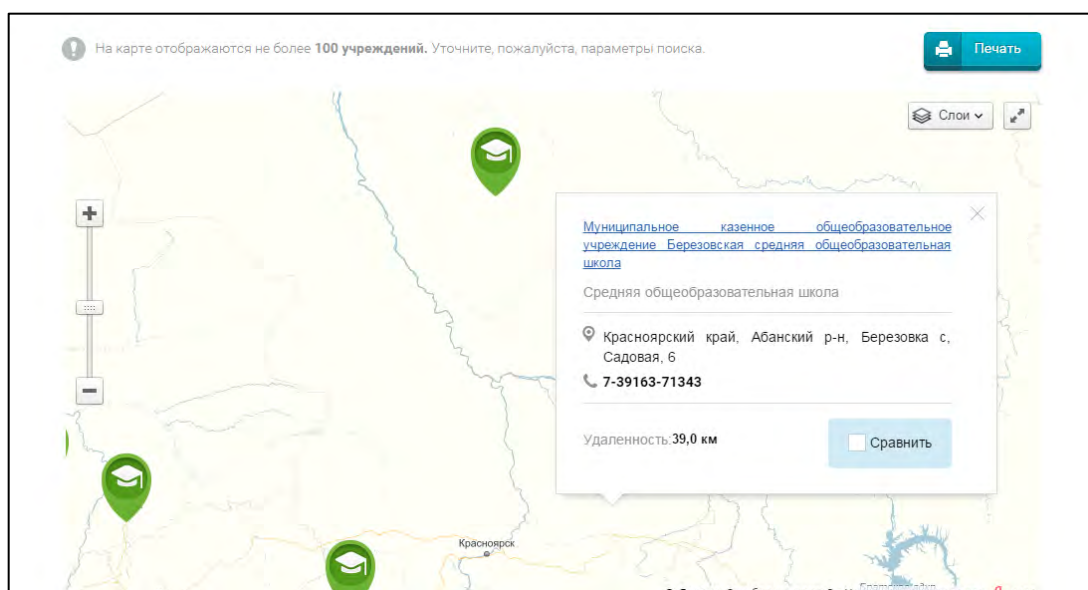 На карте отображаются не более 100 учреждений. Уточните, пожалуйста, параметры поиска.
Печать
Слои
Муниципальное казенное общеобразовательное
учреждение Березовская средняя общеобразовательная
школа
Средняя общеобразовательная школа
Красноярский край, Абанский р-н, Березовка с,
Садовая, 6
7-39163-71343
Удаленность:39,0 км
Сравнить
Красноярск